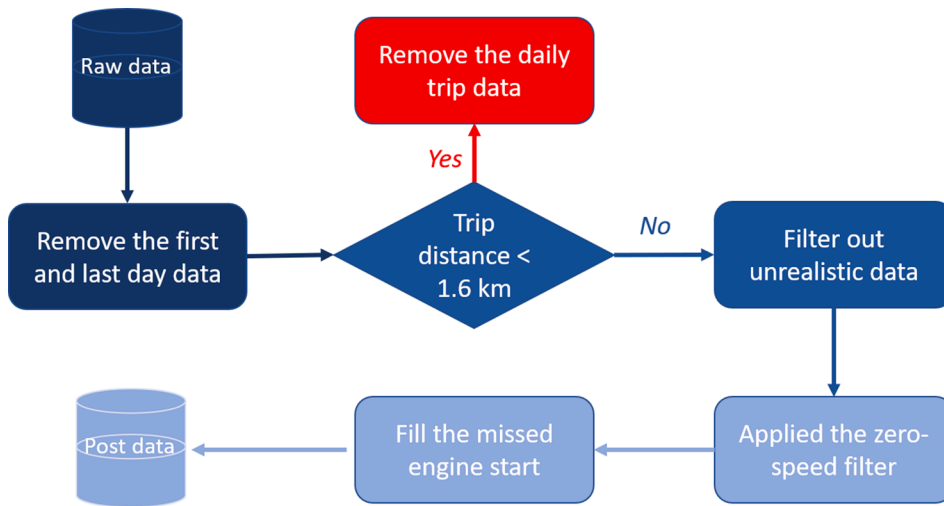 Raw data
Remove the daily
trip data
Yes
Remove the first
and last day data
Trip
distance <
1.6 km
No
Filter out
unrealistic data
Post data
Fill the missed
engine start
Applied the zero-
speed filter